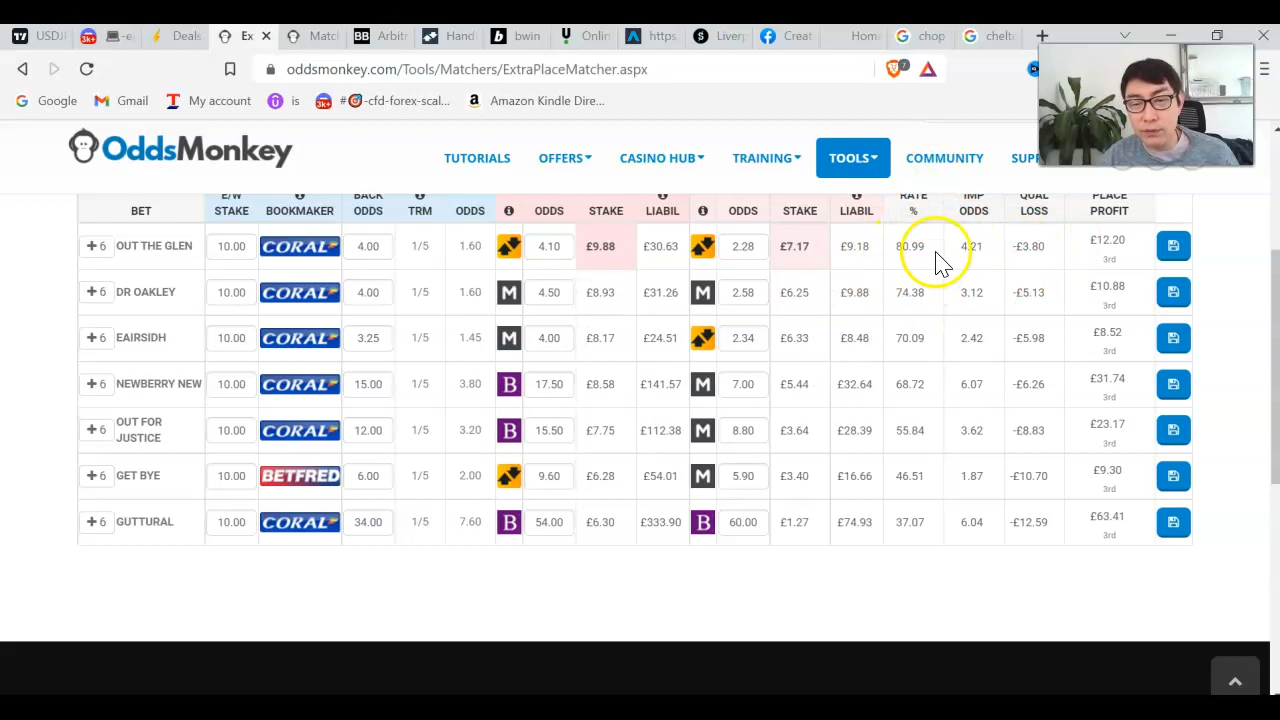 USDJ -e Deals. Ex Match Arbitr Handi bwin Onlin https. Liverp Creat Home chop chelt
oddsmonkey.com/Tools/Matchers/ExtraPlaceMatcher.aspx
Google Gmail My account is #-cfd-forex-scal... Amazon Kindle Dire...
OddsMonkey TUTORIALS OFFERS CASINO HUB TRAINING TOOLS COMMUNITY SUP
E/W BACK RATE IMP QUAL PLACE
BET STAKE BOOKMAKER ODDS TRM ODDS ODDS STAKE LIABIL ODDS STAKE LIABIL % ODDS LOSS PROFIT
+ 6 OUT THE GLEN 10.00 CORAL 4.00 1/5 1.60 4.10 £9.88 £30.63 2.28 £7.17 £9.18 80.99 4.21 -£3.80 £12.20
3rd
+ 6 DR OAKLEY 10.00 CORAL 4.00 1/5 1.60 M 4.50 £8.93 £31.26 M 2.58 £6.25 £9.88 74.38 3.12 -£5.13 £10.88
3rd
+ 6 EAIRSIDH 10.00 CORAL 3.25 1/5 1.45 M 4.00 £8.17 £24.51 2.34 £6.33 £8.48 70.09 2.42 -£5.98 £8.52
3rd
+ 6 NEWBERRY NEW 10.00 CORAL 15.00 1/5 3.80 B 17.50 £8.58 £141.57 M 7.00 £5.44 £32.64 68.72 6.07 -£6.26 £31.74
3rd
+ 6 OUT FOR
JUSTICE 10.00 CORAL 12.00 1/5 3.20 B 15.50 £7.75 £112.38 M 8.80 £3.64 £28.39 55.84 3.62 -£8.83 £23.17
3rd
+ 6 GET BYE 10.00 BETFRED 6.00 1/5 2.00 9.60 £6.28 £54.01 M 5.90 £3.40 £16.66 46.51 1.87 -£10.70 £9.30
3rd
+ 6 GUTTURAL 10.00 CORAL 34.00 1/5 7.60 B 54.00 £6.30 £333.90 B 60.00 £1.27 £74.93 37.07 6.04 -£12.59 £63.41
3rd